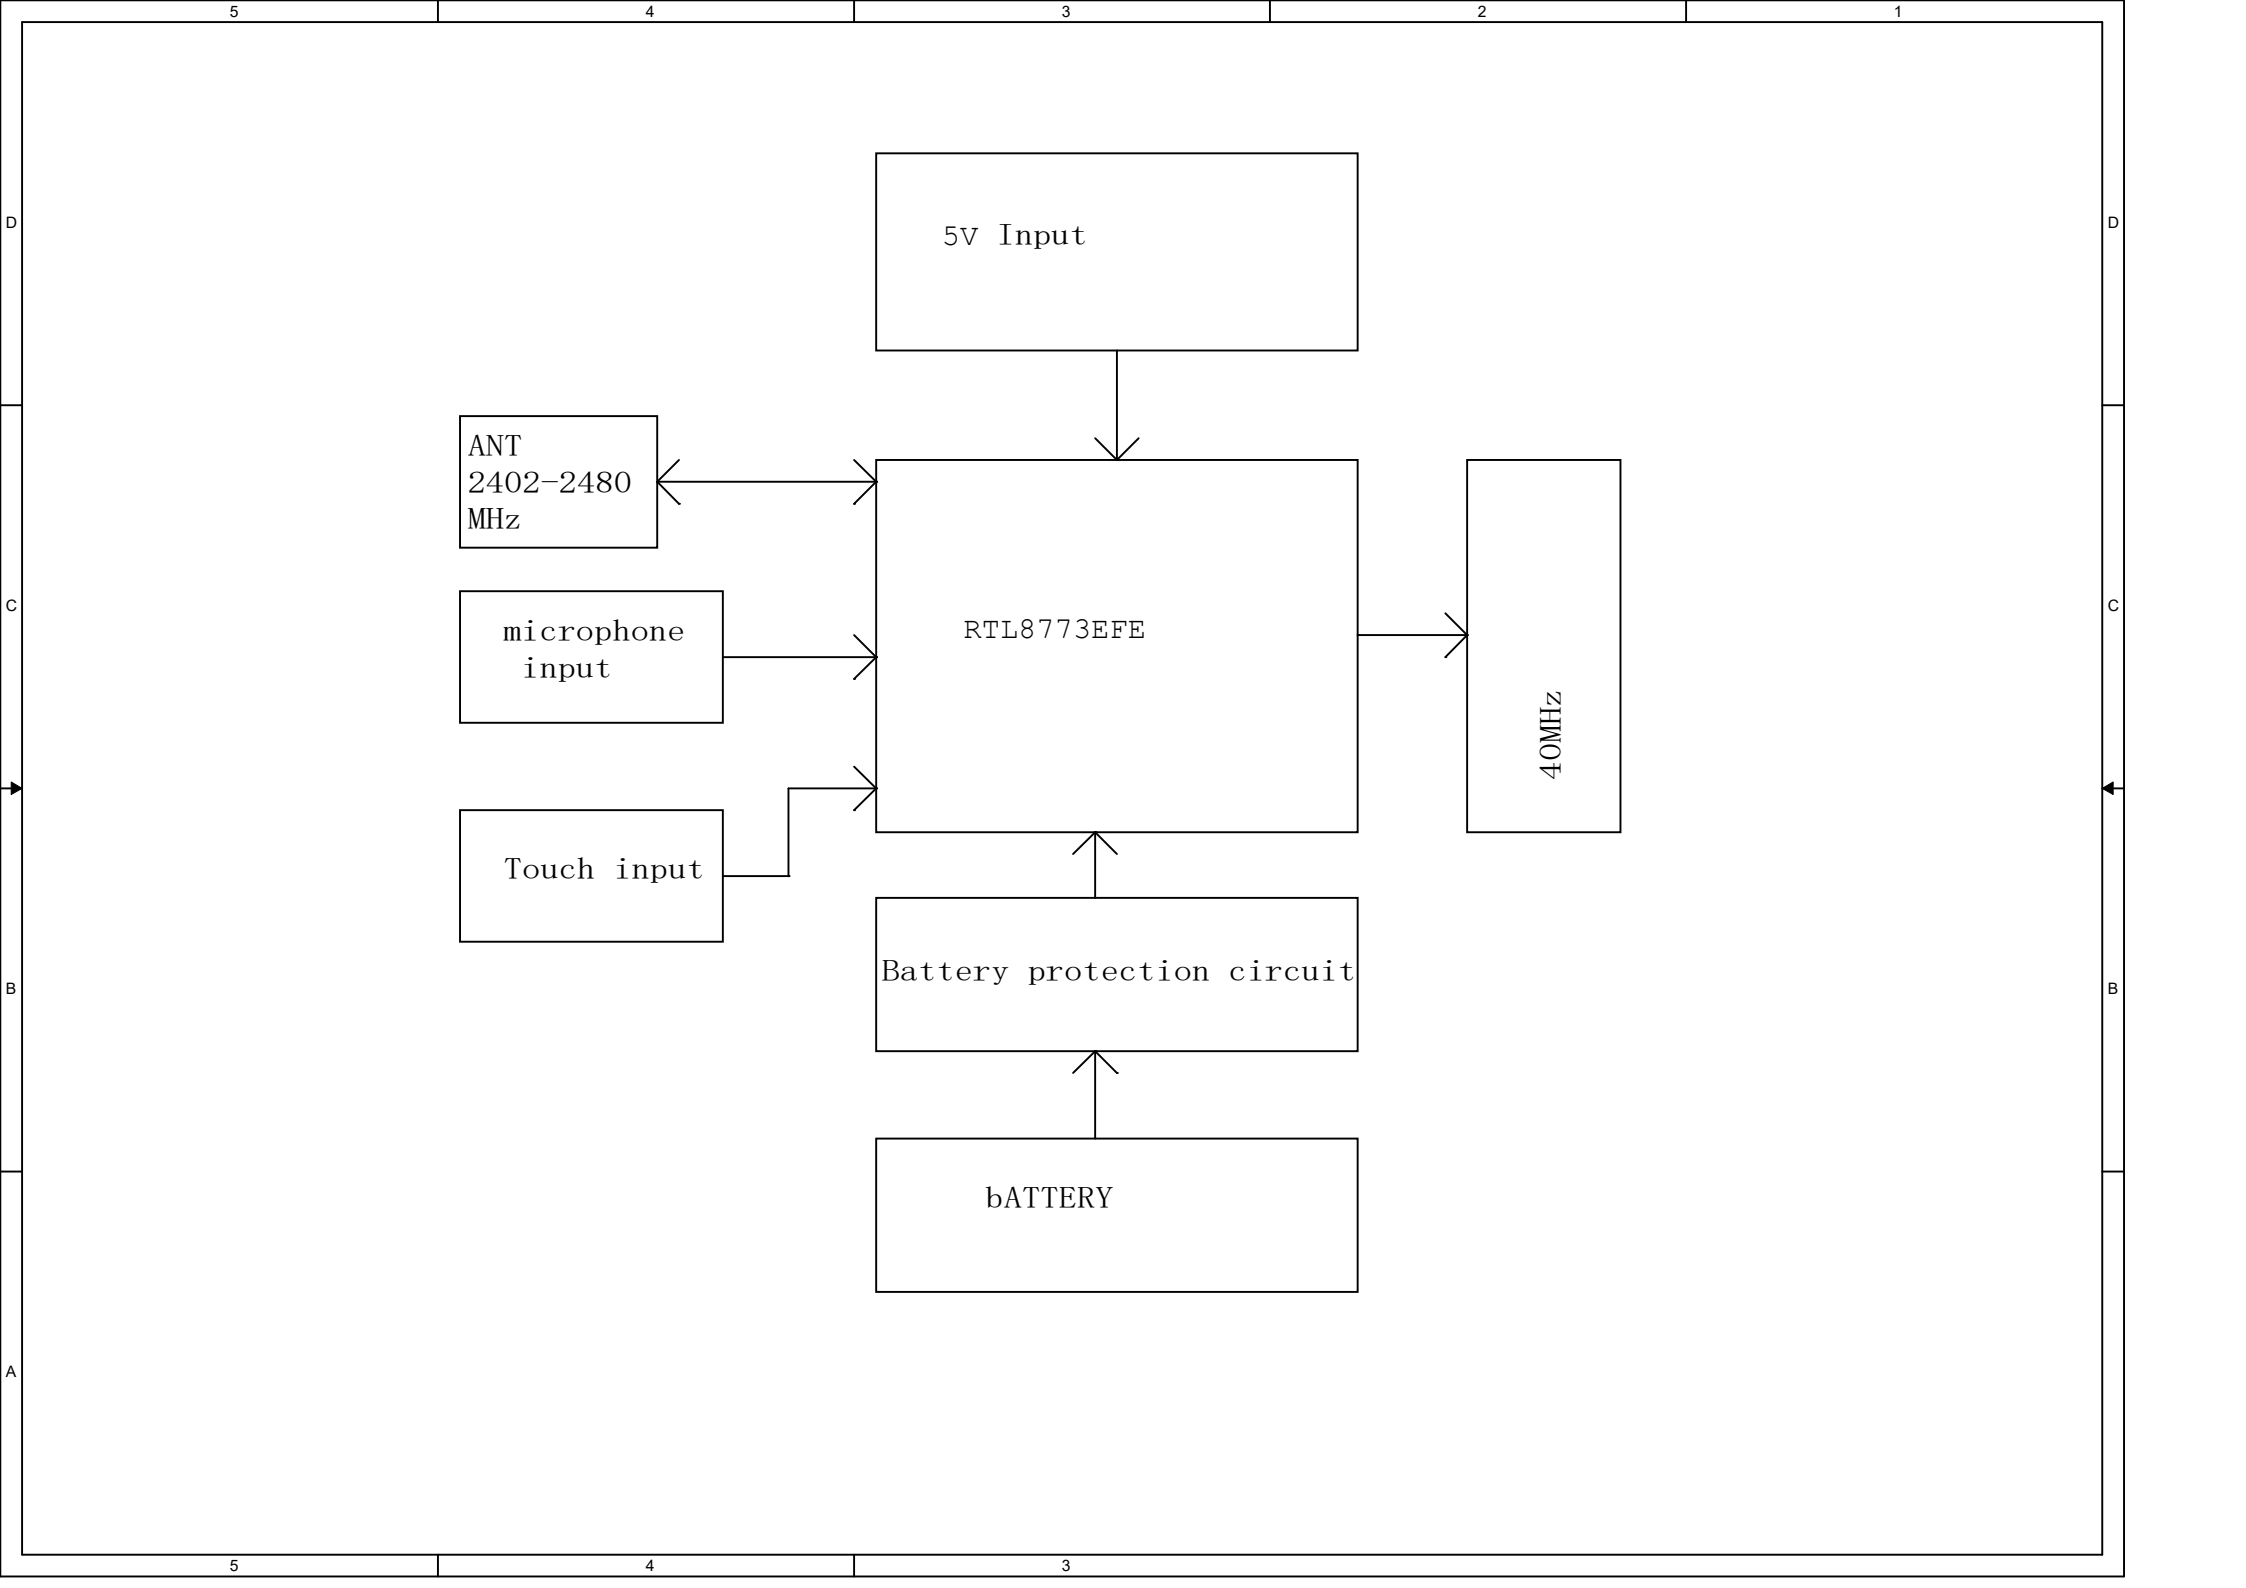 5 4 3 2 1
D D
5V Input
ANT
2402-2480
MHz
C C
microphone
input
RTL8773EFE
40MHz
Touch input
Battery protection circuit
B B
bATTERY
A
5 4 3